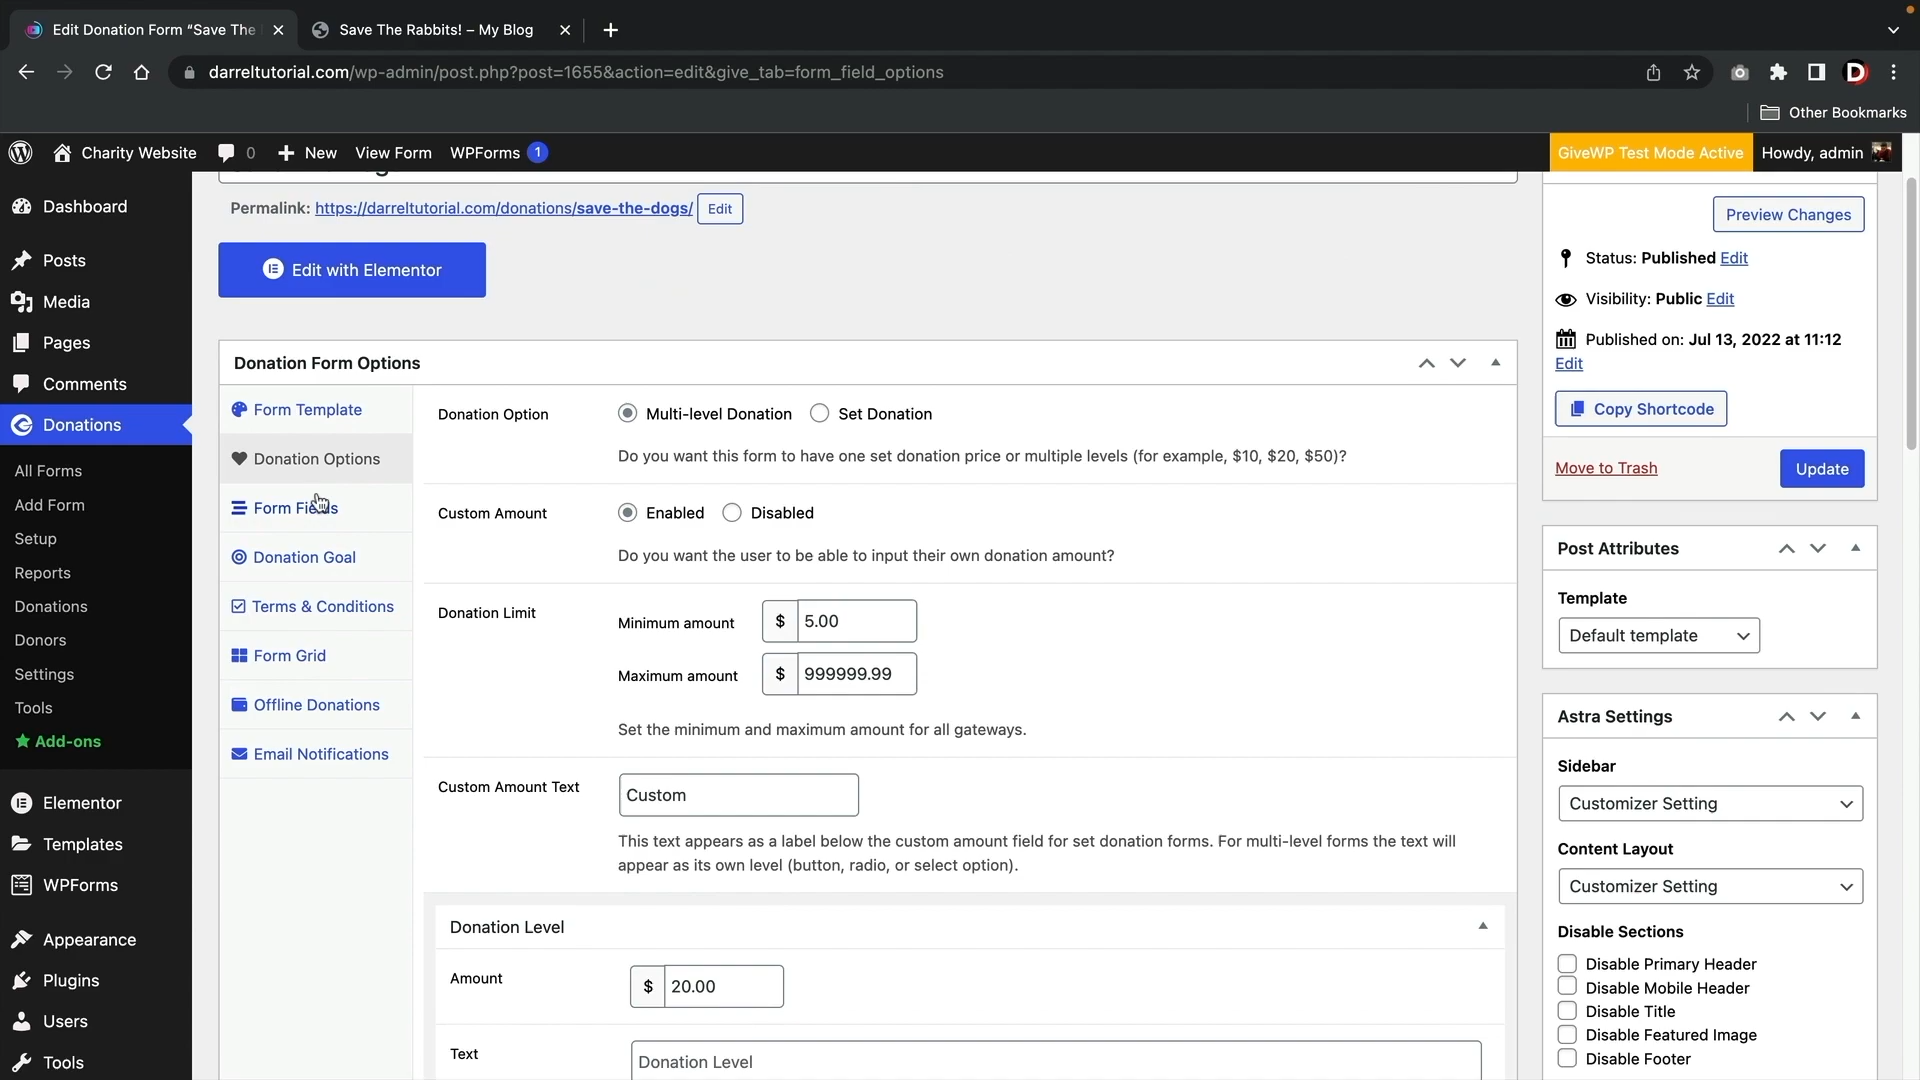 Edit Donation Form “Save The
Save The Rabbits! – My Blog
darreltutorial.com/wp-admin/post.php?post=1655&action=edit&give_tab=form_field_options
D
Other Bookmarks
Charity Website
0
New
View Form
WPForms 1
GiveWP Test Mode Active
Howdy, admin
Dashboard
Posts
Media
Pages
Comments
Donations
All Forms
Add Form
Setup
Reports
Donations
Donors
Settings
Tools
Add-ons
Elementor
Templates
WPForms
Appearance
Plugins
Users
Tools
Permalink: https://darreltutorial.com/donations/save-the-dogs/ Edit
Edit with Elementor
Donation Form Options
Form Template
Donation Options
Form Fields
Donation Goal
Terms & Conditions
Form Grid
Offline Donations
Email Notifications
Donation Option
Multi-level Donation
Set Donation
Do you want this form to have one set donation price or multiple levels (for example, $10, $20, $50)?
Custom Amount
Enabled
Disabled
Do you want the user to be able to input their own donation amount?
Donation Limit
Minimum amount $ 5.00
Maximum amount $ 999999.99
Set the minimum and maximum amount for all gateways.
Custom Amount Text
Custom
This text appears as a label below the custom amount field for set donation forms. For multi-level forms the text will
appear as its own level (button, radio, or select option).
Donation Level
Amount
$ 20.00
Text
Donation Level
Preview Changes
Status: Published Edit
Visibility: Public Edit
Published on: Jul 13, 2022 at 11:12
Edit
Copy Shortcode
Move to Trash
Update
Post Attributes
Template
Default template
Astra Settings
Sidebar
Customizer Setting
Content Layout
Customizer Setting
Disable Sections
Disable Primary Header
Disable Mobile Header
Disable Title
Disable Featured Image
Disable Footer